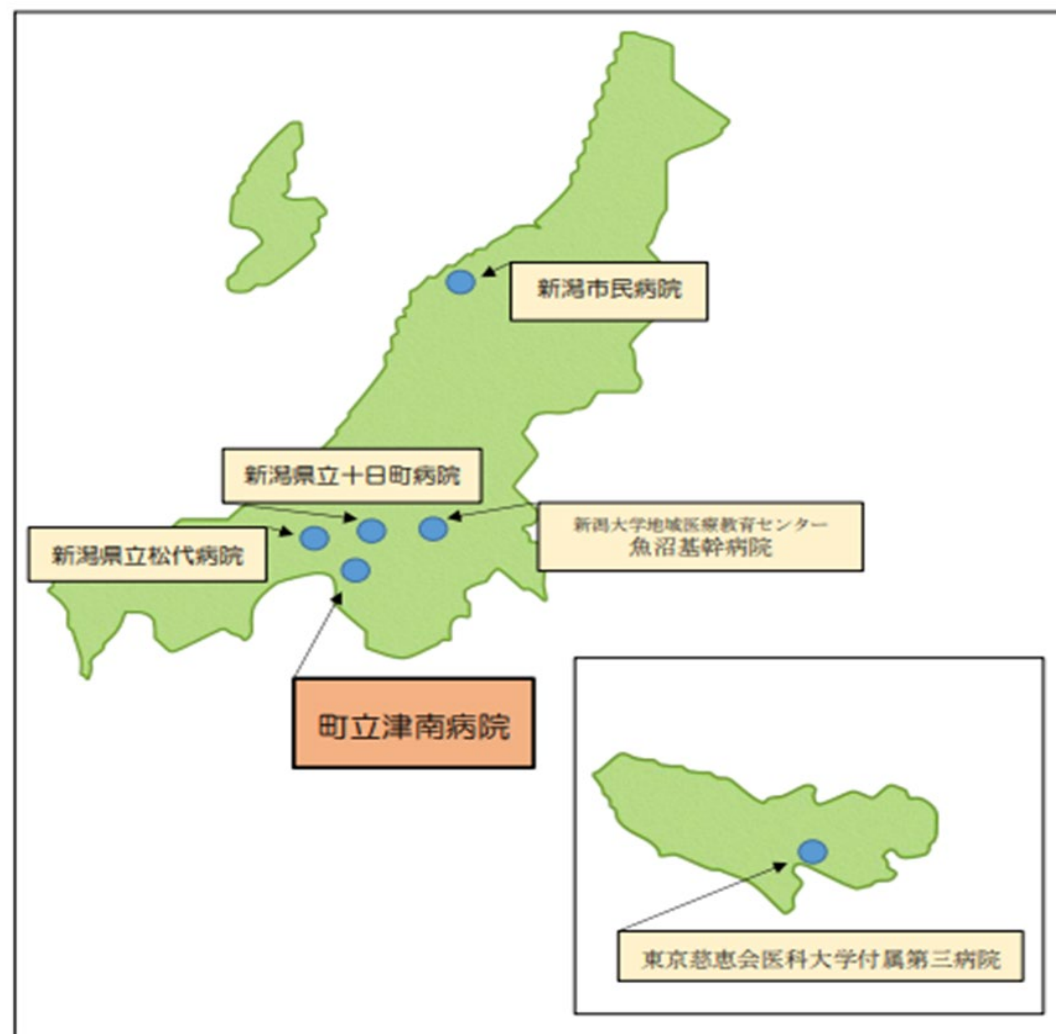 新潟市民病院
新潟県立十日町病院
新潟大学地域医療教育センター
魚沼基幹病院
新潟県立松代病院
町立津南病院
東京慈恵会医科大学付属第三病院